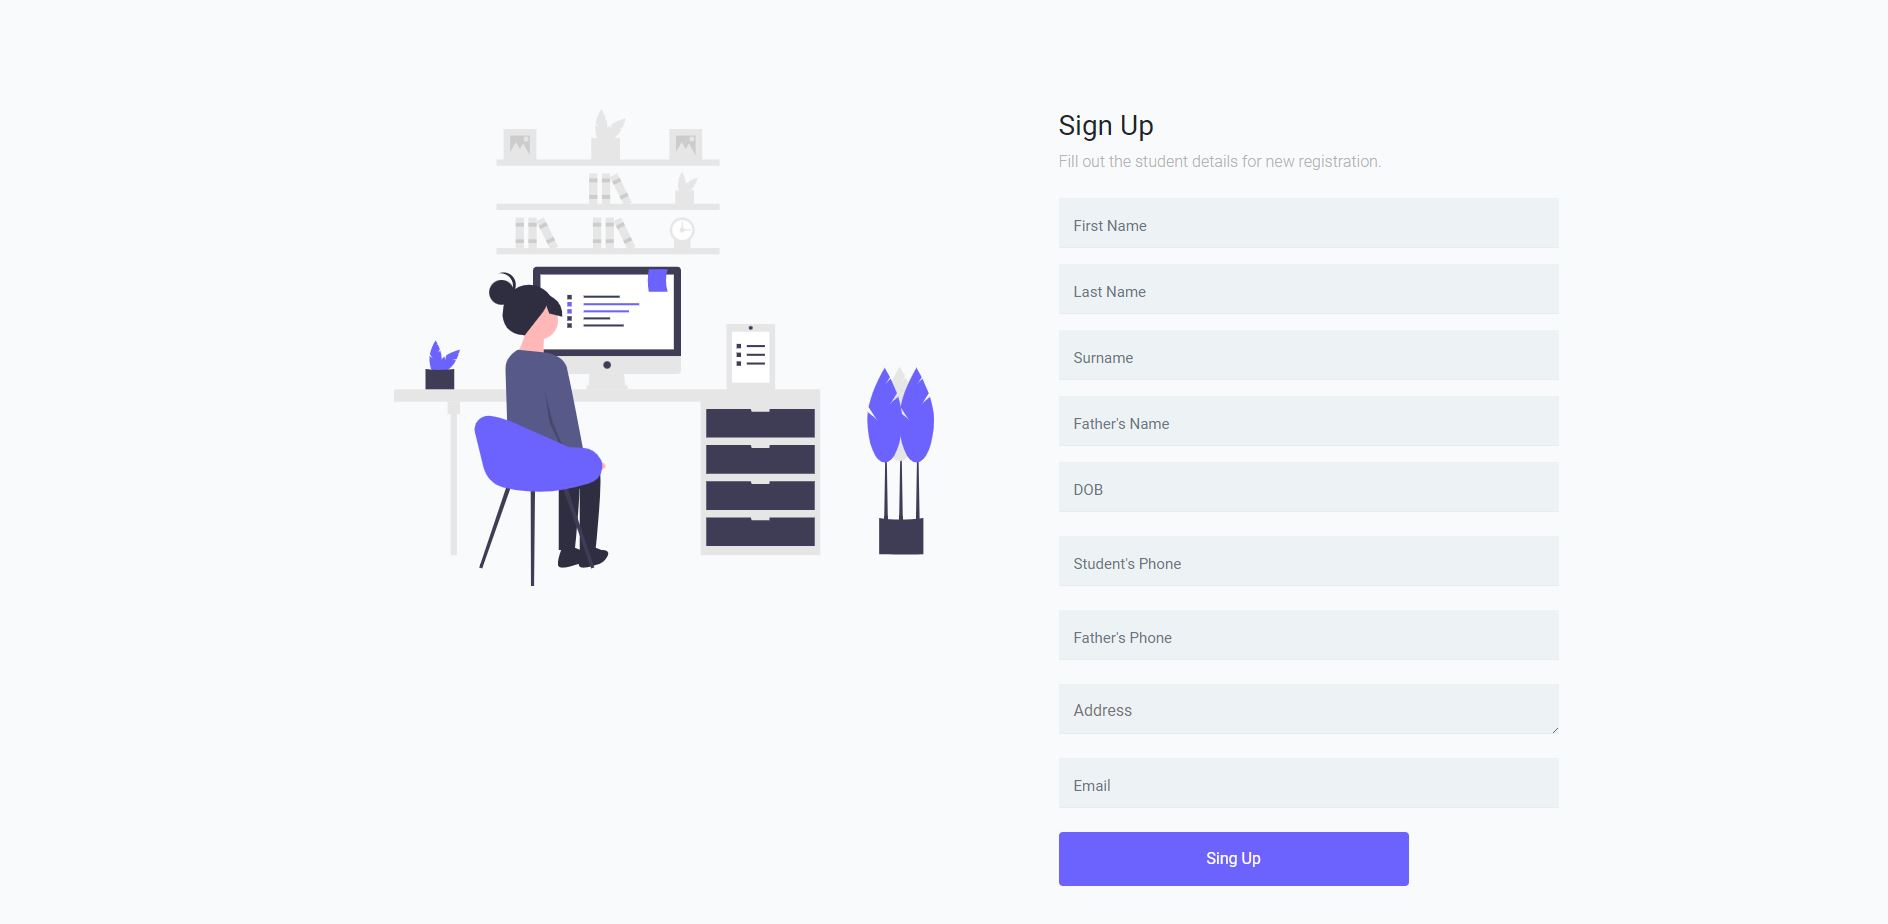 Sign Up
Fill out the student details for new registration.
First Name
Last Name
Surname
Father's Name
DOB
Student's Phone
Father's Phone
Address
Email
Sing Up